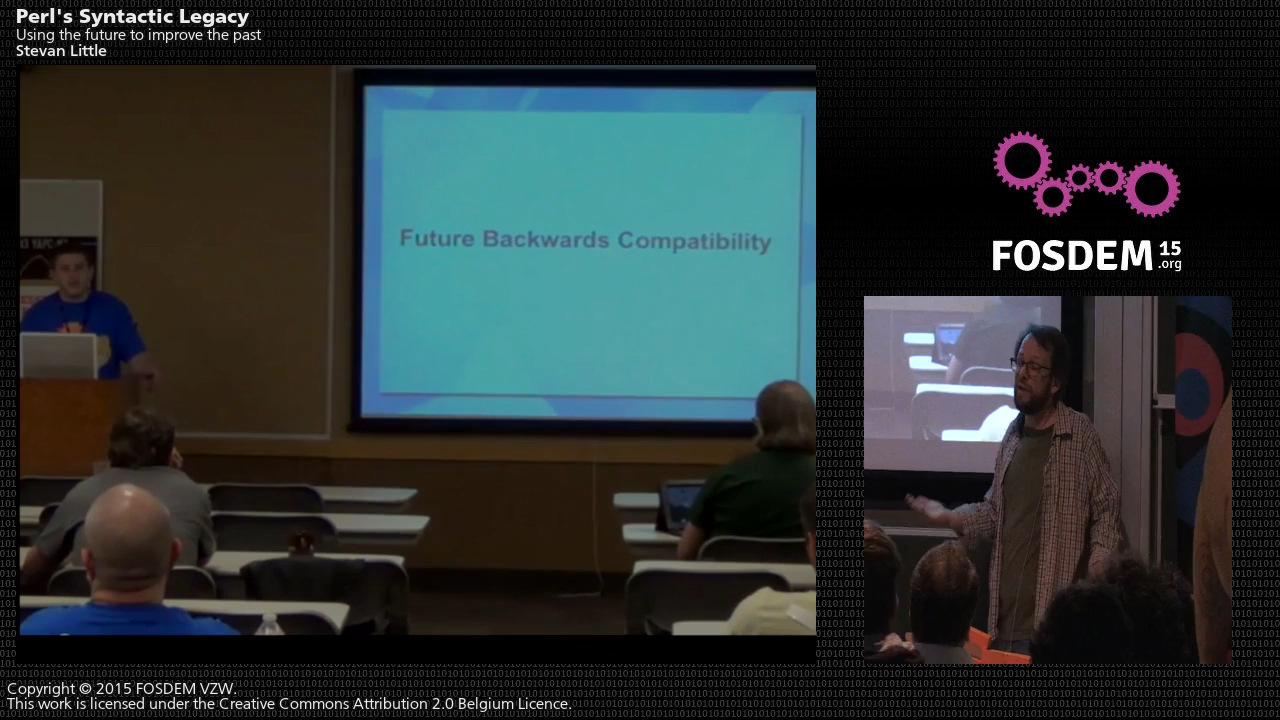 Perl's Syntactic Legacy
Using the future to improve the past
Stevan Little
Future Backwards Compatibility
FOSDEM 15
.org
Copyright © 2015 FOSDEM VZW.
This work is licensed under the Creative Commons Attribution 2.0 Belgium Licence.